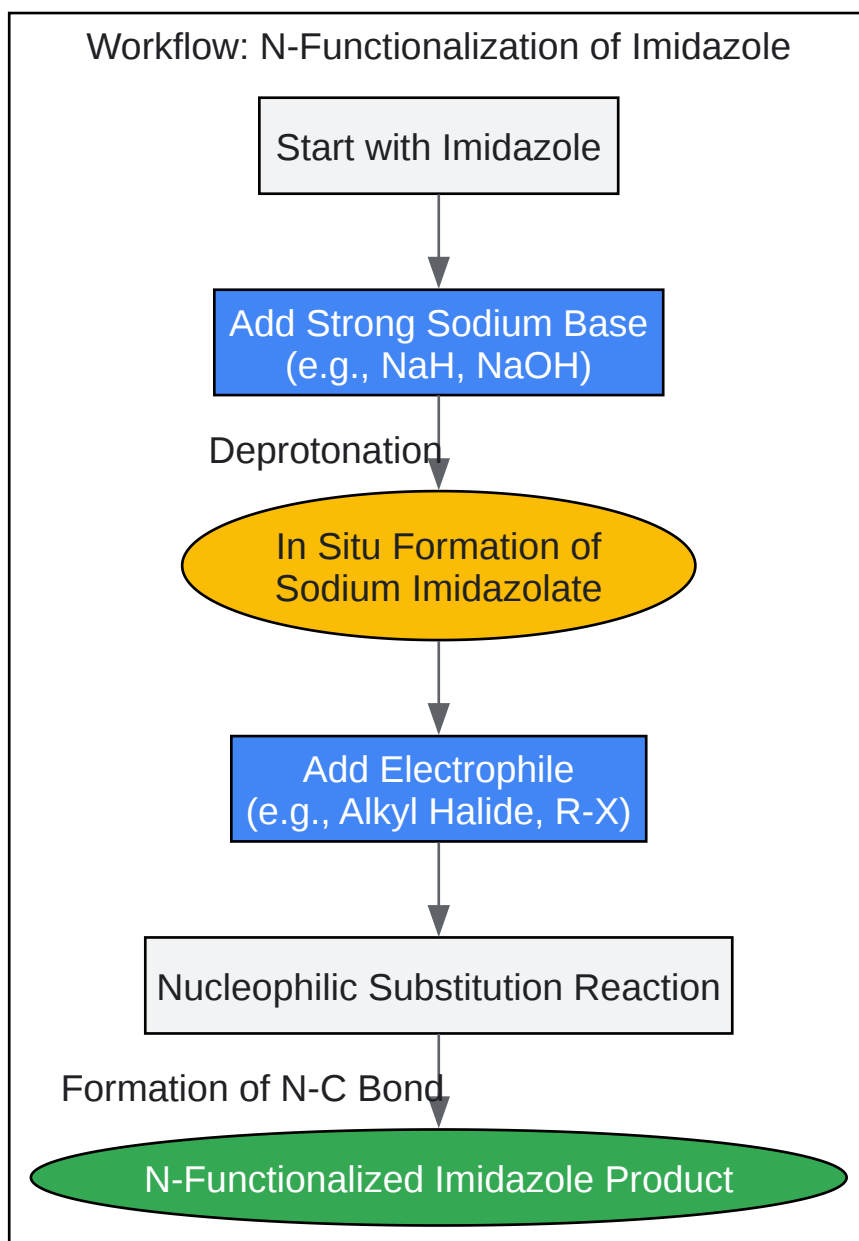 Workflow: N-Functionalization of Imidazole
Start with Imidazole
Add Strong Sodium Base
(e.g., NaH, NaOH)
Deprotonation
In Situ Formation of
Sodium Imidazolate
Add Electrophile
(e.g., Alkyl Halide, R-X)
Nucleophilic Substitution Reaction
Formation of N-C Bond
N-Functionalized Imidazole Product